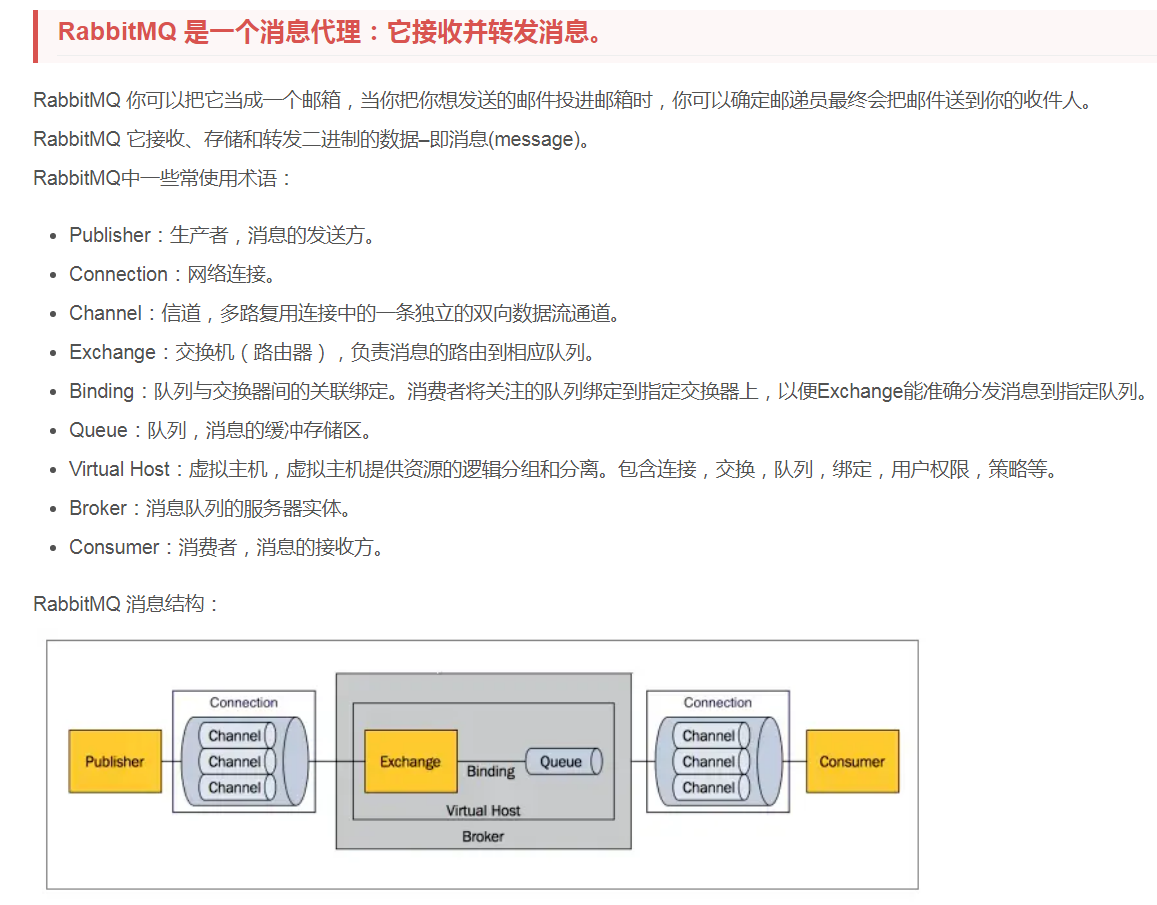 RabbitMQ 是一个消息代理：它接收并转发消息。
RabbitMQ 你可以把它当成一个邮箱，当你把你想发送的邮件投进邮箱时，你可以确定邮递员最终会把邮件送到你的收件人。
RabbitMQ 它接收、存储和转发二进制的数据–即消息(message)。
RabbitMQ中一些常使用术语：
• Publisher：生产者，消息的发送方。
• Connection：网络连接。
• Channel：信道，多路复用连接中的一条独立的双向数据流通道。
• Exchange：交换机（路由器），负责消息的路由到相应队列。
• Binding：队列与交换器间的关联绑定。消费者将关注的队列绑定到指定交换器上，以便Exchange能准确分发消息到指定队列。
• Queue：队列，消息的缓冲存储区。
• Virtual Host：虚拟主机，虚拟主机提供资源的逻辑分组和分离。包含连接，交换，队列，绑定，用户权限，策略等。
• Broker：消息队列的服务器实体。
• Consumer：消费者，消息的接收方。
RabbitMQ 消息结构：
Publisher
Connection
Channel
Channel
Channel
Exchange
Binding
Queue
Virtual Host
Broker
Connection
Channel
Channel
Channel
Consumer